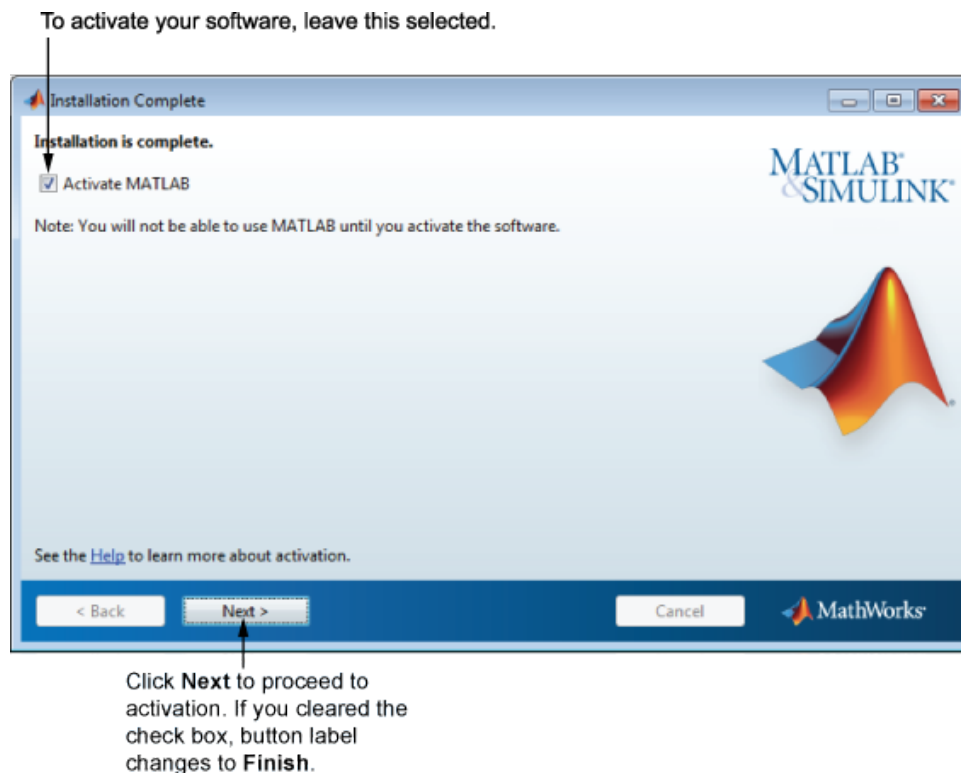 To activate your software, leave this selected.
Installation Complete
Installation is complete.
Activate MATLAB
MATLAB®
&SIMULINK®
Note: You will not be able to use MATLAB until you activate the software.
See the Help to learn more about activation.
< Back
Next >
Cancel
MathWorks®
Click Next to proceed to
activation. If you cleared the
check box, button label
changes to Finish.